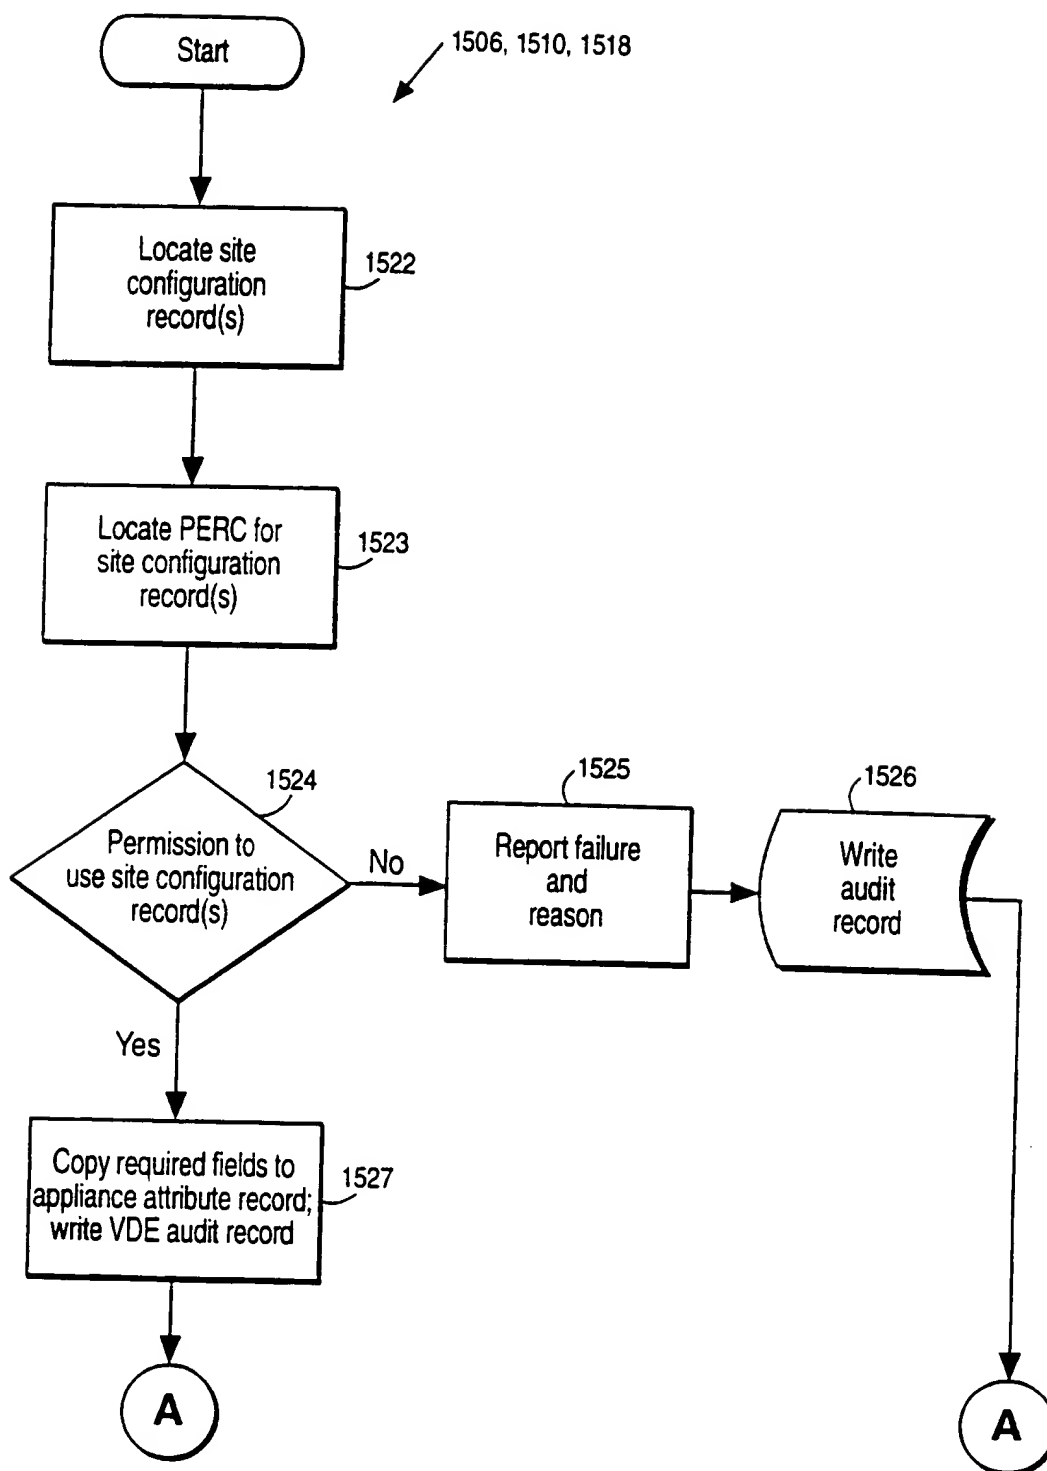 Start
1506, 1510, 1518
Locate site
configuration
record(s)
1522
Locate PERC for
site configuration
record(s)
1523
Permission to
use site configuration
record(s)
1524
No
Report failure
and
reason
1525
Write
audit
record
1526
Yes
Copy required fields to
appliance attribute record;
write VDE audit record
1527
A
A